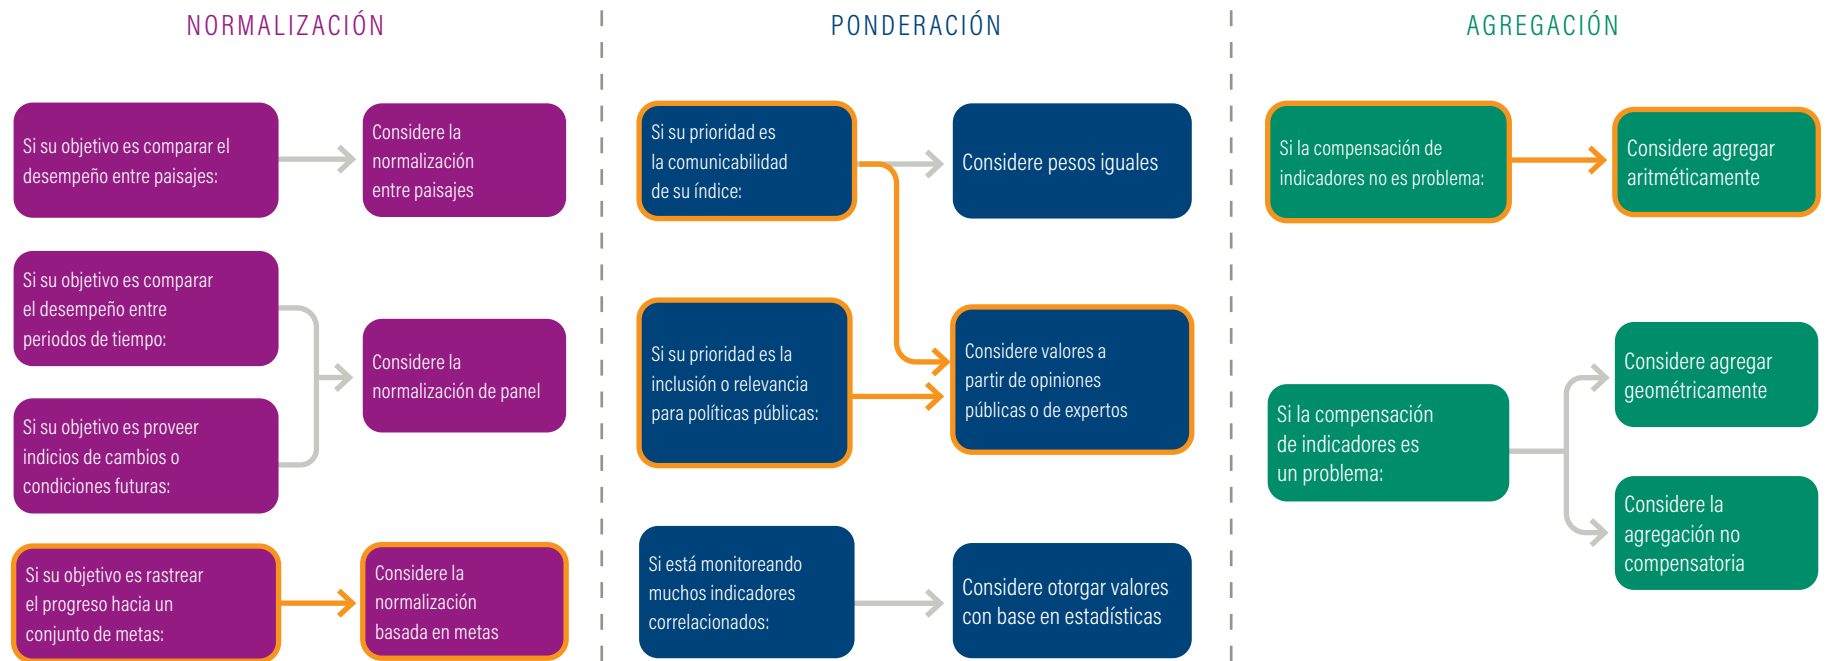 NORMALIZACIÓN
Si su objetivo es comparar el
desempeño entre paisajes:
Considere la
normalización
entre paisajes
Si su objetivo es comparar
el desempeño entre
periodos de tiempo:
Considere la
normalización de panel
Si su objetivo es proveer
indicios de cambios o
condiciones futuras:
Si su objetivo es rastrear
el progreso hacia un
conjunto de metas:
Considere la
normalización
basada en metas
PONDERACIÓN
Si su prioridad es
la comunicabilidad
de su índice:
Considere pesos iguales
Si su prioridad es la
inclusión o relevancia
para políticas públicas:
Considere valores a
partir de opiniones
públicas o de expertos
Si está monitoreando
muchos indicadores
correlacionados:
Considere otorgar valores
con base en estadísticas
AGREGACIÓN
Si la compensación de
indicadores no es problema:
Considere agregar
aritméticamente
Si la compensación
de indicadores es
un problema:
Considere agregar
geométricamente
Considere la
agregación no
compensatoria